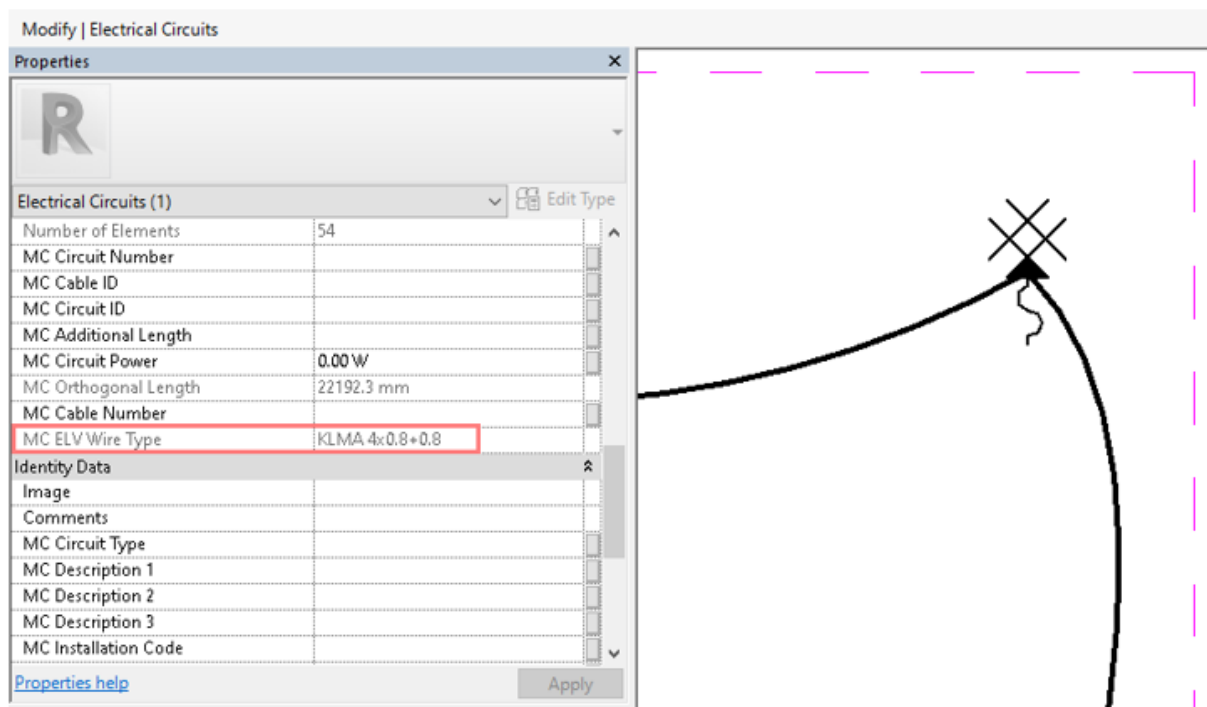 Modify | Electrical Circuits
Properties
R
Electrical Circuits (1) Edit Type
Number of Elements 54
MC Circuit Number
MC Cable ID
MC Circuit ID
MC Additional Length
MC Circuit Power 0.00 W
MC Orthogonal Length 22192.3 mm
MC Cable Number
MC ELV Wire Type KLMA 4x0.8+0.8
Identity Data
Image
Comments
MC Circuit Type
MC Description 1
MC Description 2
MC Description 3
MC Installation Code
Properties help Apply